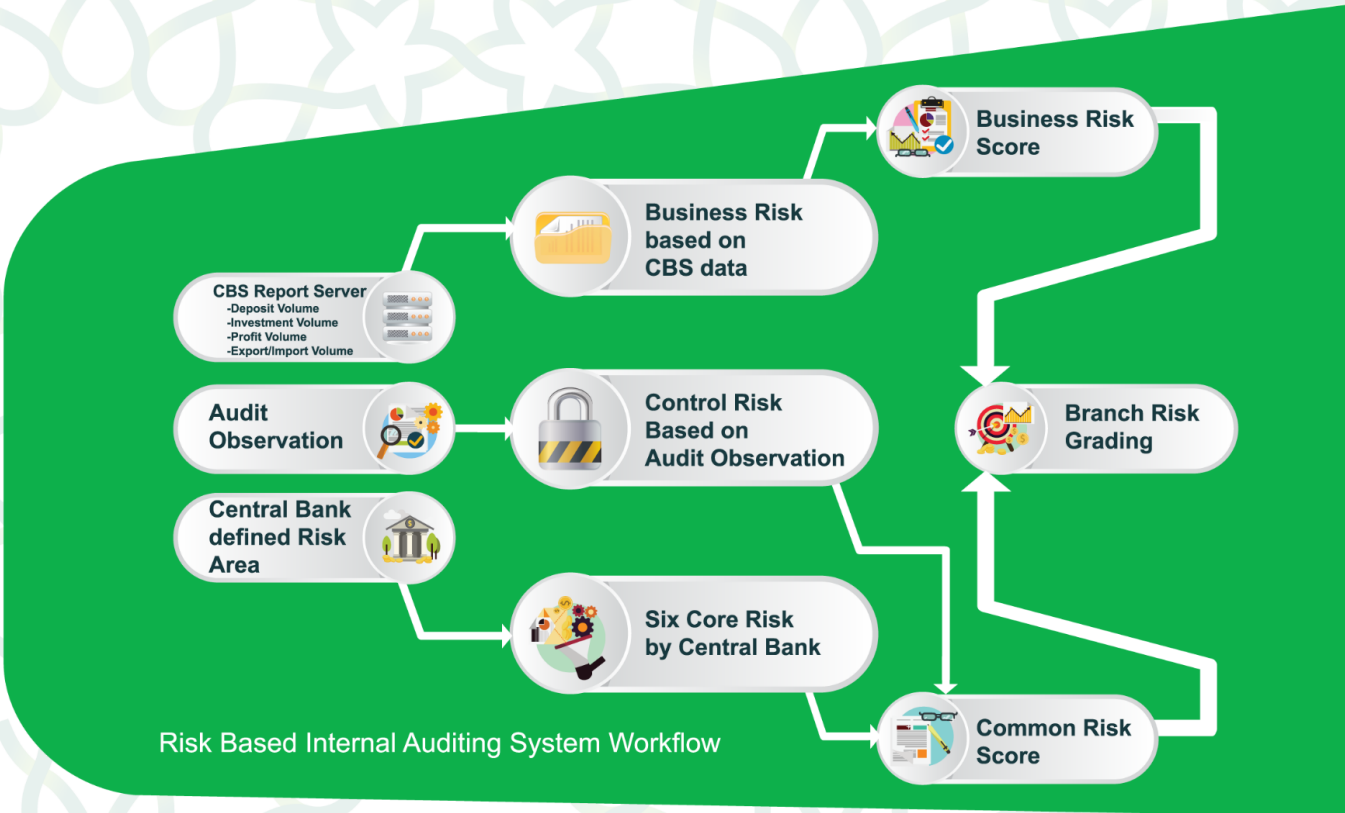 Business Risk
Score
Business Risk
based on
CBS data
CBS Report Server
-Deposit Volume
-Investment Volume
-Profit Volume
-Export/Import Volume
Audit
Observation
Control Risk
Based on
Audit Observation
Branch Risk
Grading
Central Bank
defined Risk
Area
Six Core Risk
by Central Bank
Common Risk
Score
Risk Based Internal Auditing System Workflow